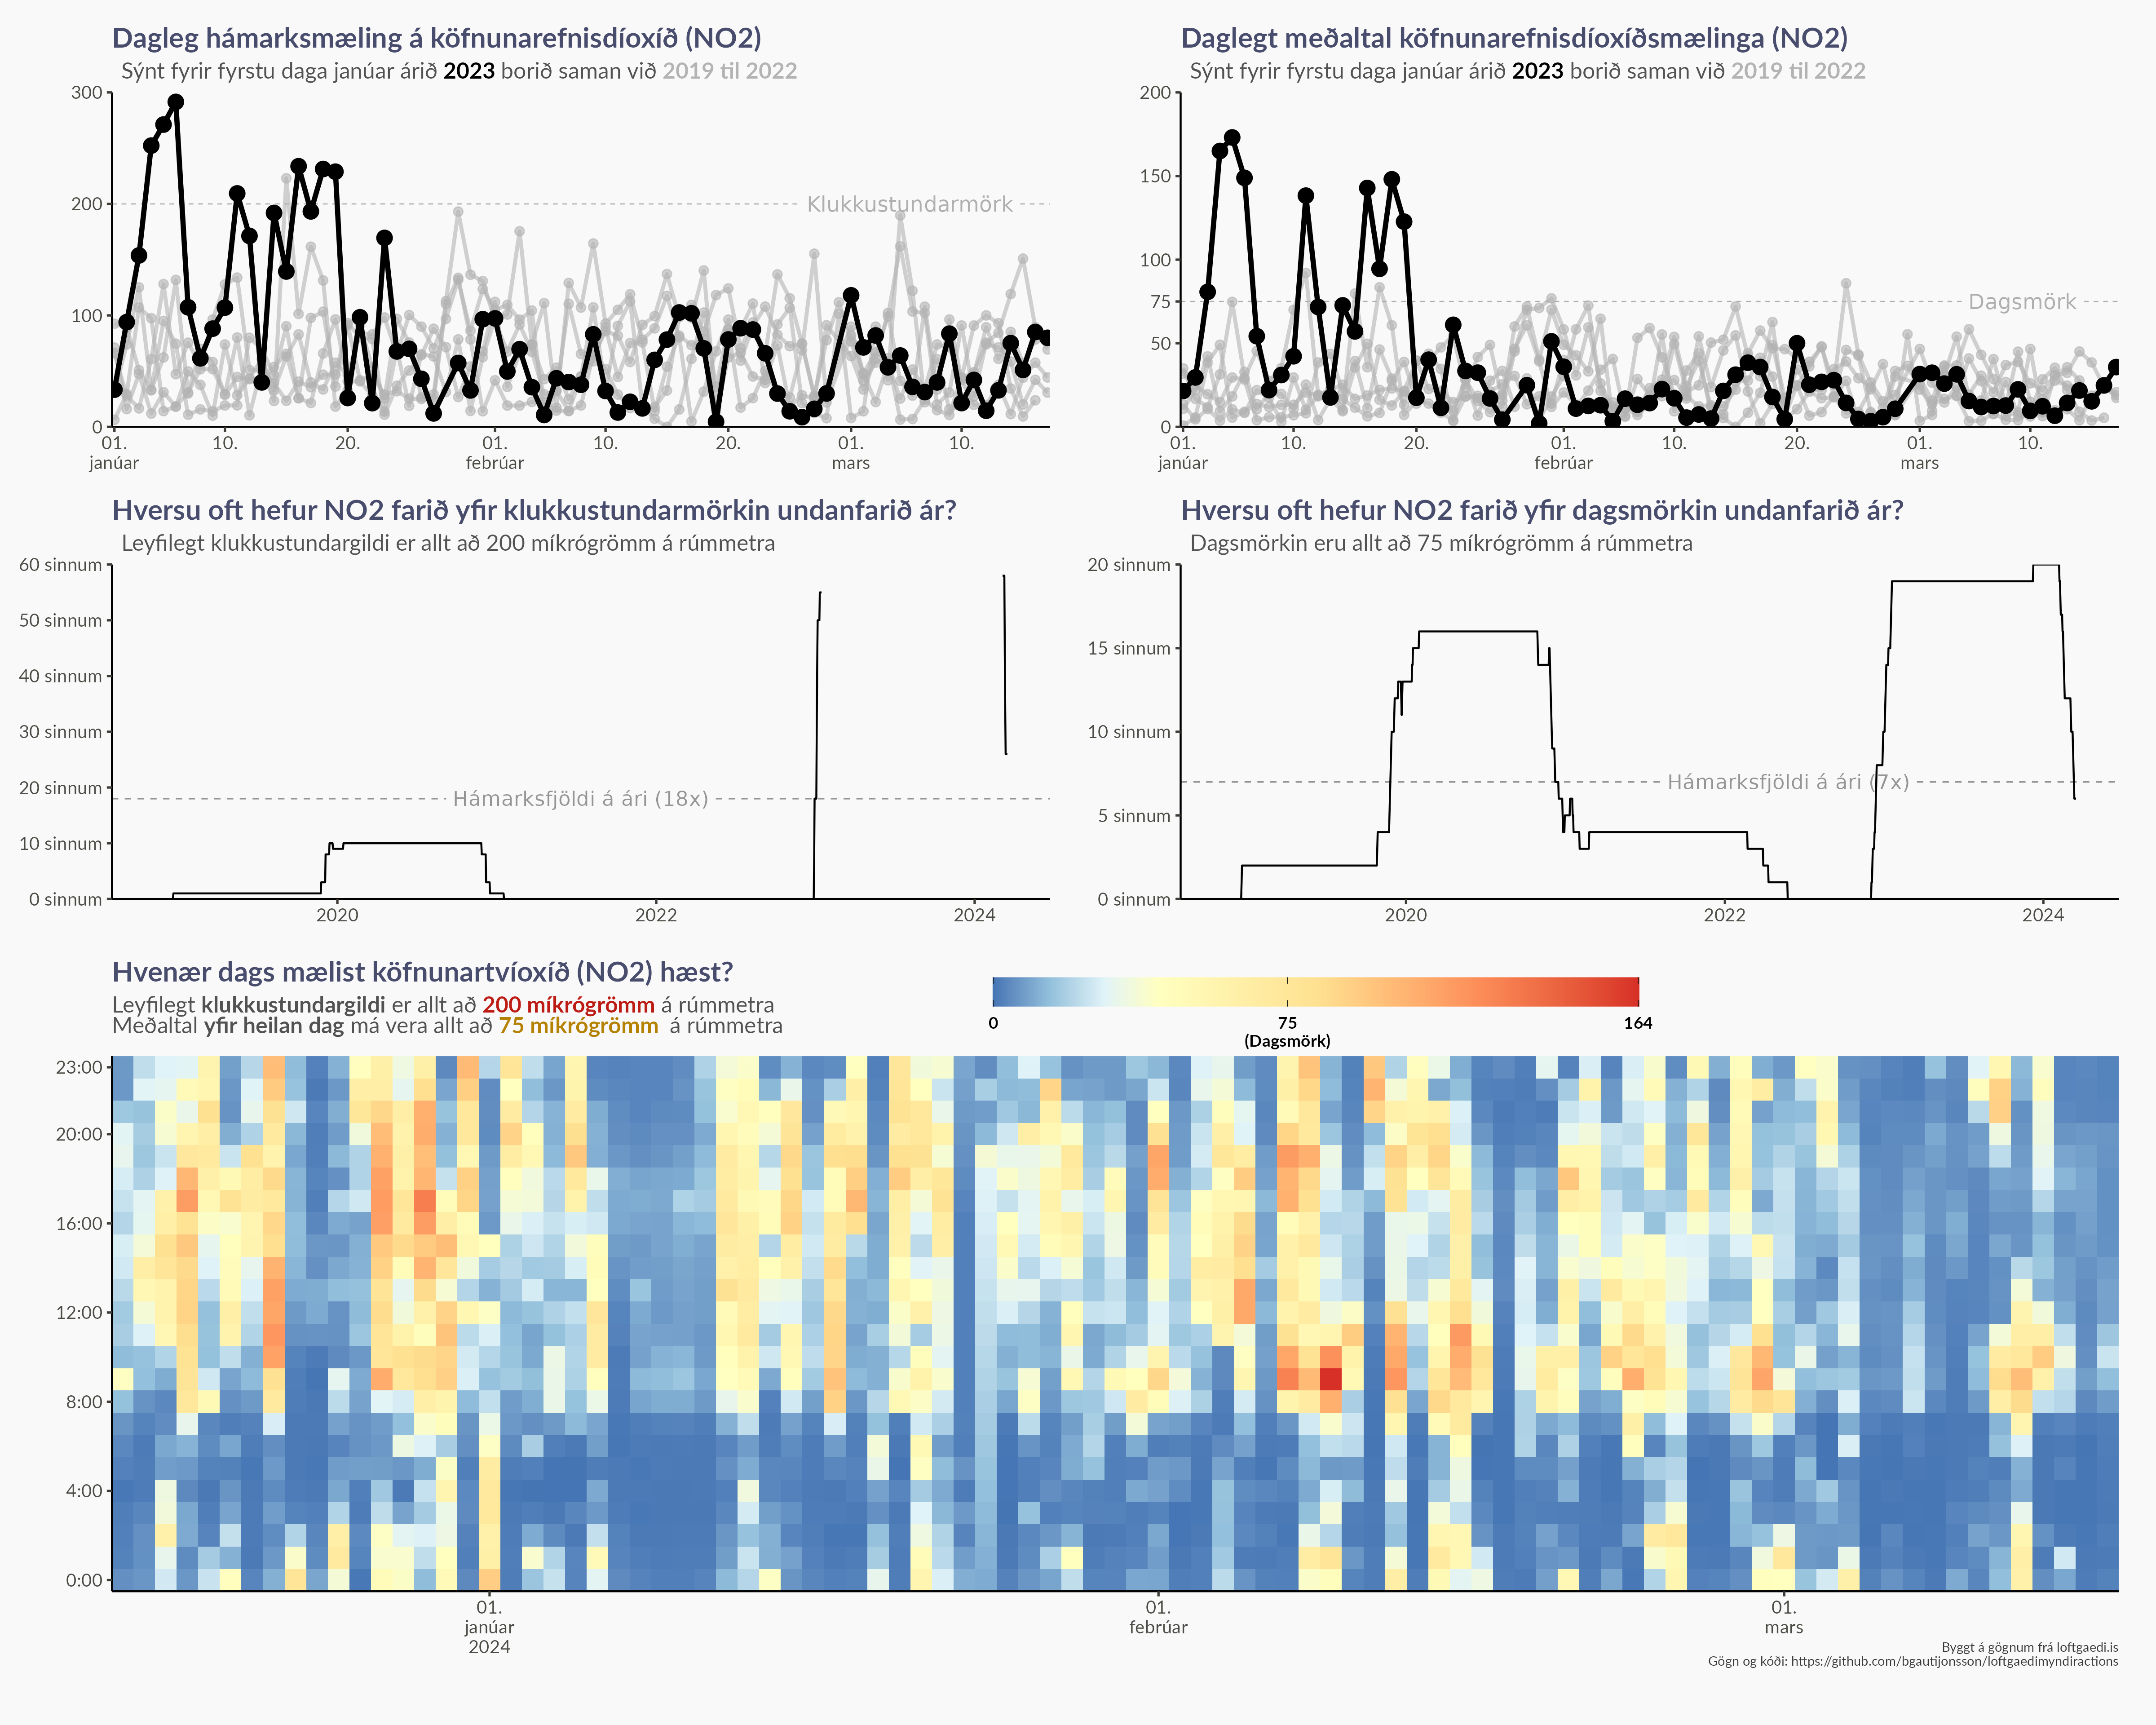 Dagleg hámarksmæling á köfnunarefnisdíoxíð (NO2)
Sýnt fyrir fyrstu daga janúar árið 2023 borið saman við 2019 til 2022
300
200
100
0
Klukkustundarmörk
01. 10. 20. 01. 10. 20. 01. 10.
janúar febrúar mars
Daglegt meðaltal köfnunarefnisdíoxíðsmælinga (NO2)
Sýnt fyrir fyrstu daga janúar árið 2023 borið saman við 2019 til 2022
200
150
100
75
50
0
Dagsmörk
01. 10. 20. 01. 10. 20. 01. 10.
janúar febrúar mars
Hversu oft hefur NO2 farið yfir klukkustundarmörkin undanfarið ár?
Leyfilegt klukkustundargildi er allt að 200 míkrógrömm á rúmmetra
60 sinnum
50 sinnum
40 sinnum
30 sinnum
20 sinnum
10 sinnum
0 sinnum
Hámarksfjöldi á ári (18x)
2020 2022 2024
Hversu oft hefur NO2 farið yfir dagsmörkin undanfarið ár?
Dagsmörkin eru allt að 75 míkrógrömm á rúmmetra
20 sinnum
15 sinnum
10 sinnum
5 sinnum
0 sinnum
Hámarksfjöldi á ári (7x)
2020 2022 2024
Hvenær dags mælist köfnunartvíoxíð (NO2) hæst?
Leyfilegt klukkustundargildi er allt að 200 míkrógrömm á rúmmetra
Meðaltal yfir heilan dag má vera allt að 75 míkrógrömm á rúmmetra
0 75 164
(Dagsmörk)
23:00
20:00
16:00
12:00
8:00
4:00
0:00
01. 01. 01.
janúar febrúar mars
2024
Byggt á gögnum frá loftgaedi.is
Gögn og kóði: https://github.com/bgautijonsson/loftgaedimyndiractions